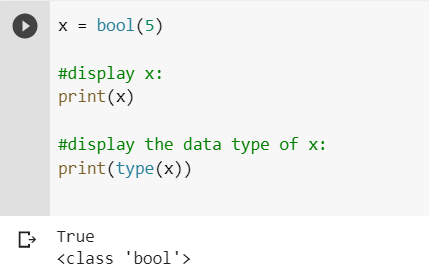 x = bool(5)
#display x:
print(x)
#display the data type of x:
print(type(x))
True
<class 'bool'>